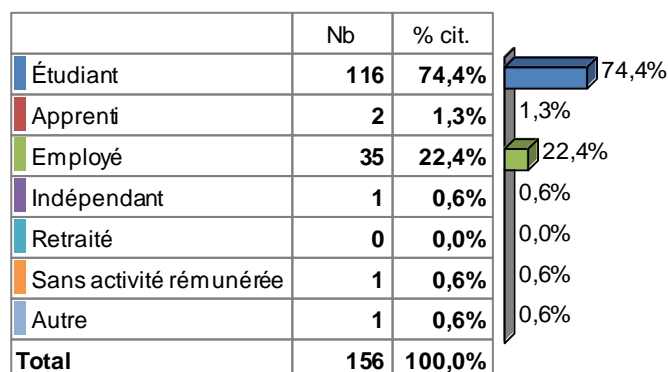 Nb % cit.
Étudiant 116 74,4% 74,4%
Apprenti 2 1,3% 1,3%
Employé 35 22,4% 22,4%
Indépendant 1 0,6% 0,6%
Retraité 0 0,0% 0,0%
Sans activité rémunérée 1 0,6% 0,6%
Autre 1 0,6% 0,6%
Total 156 100,0%